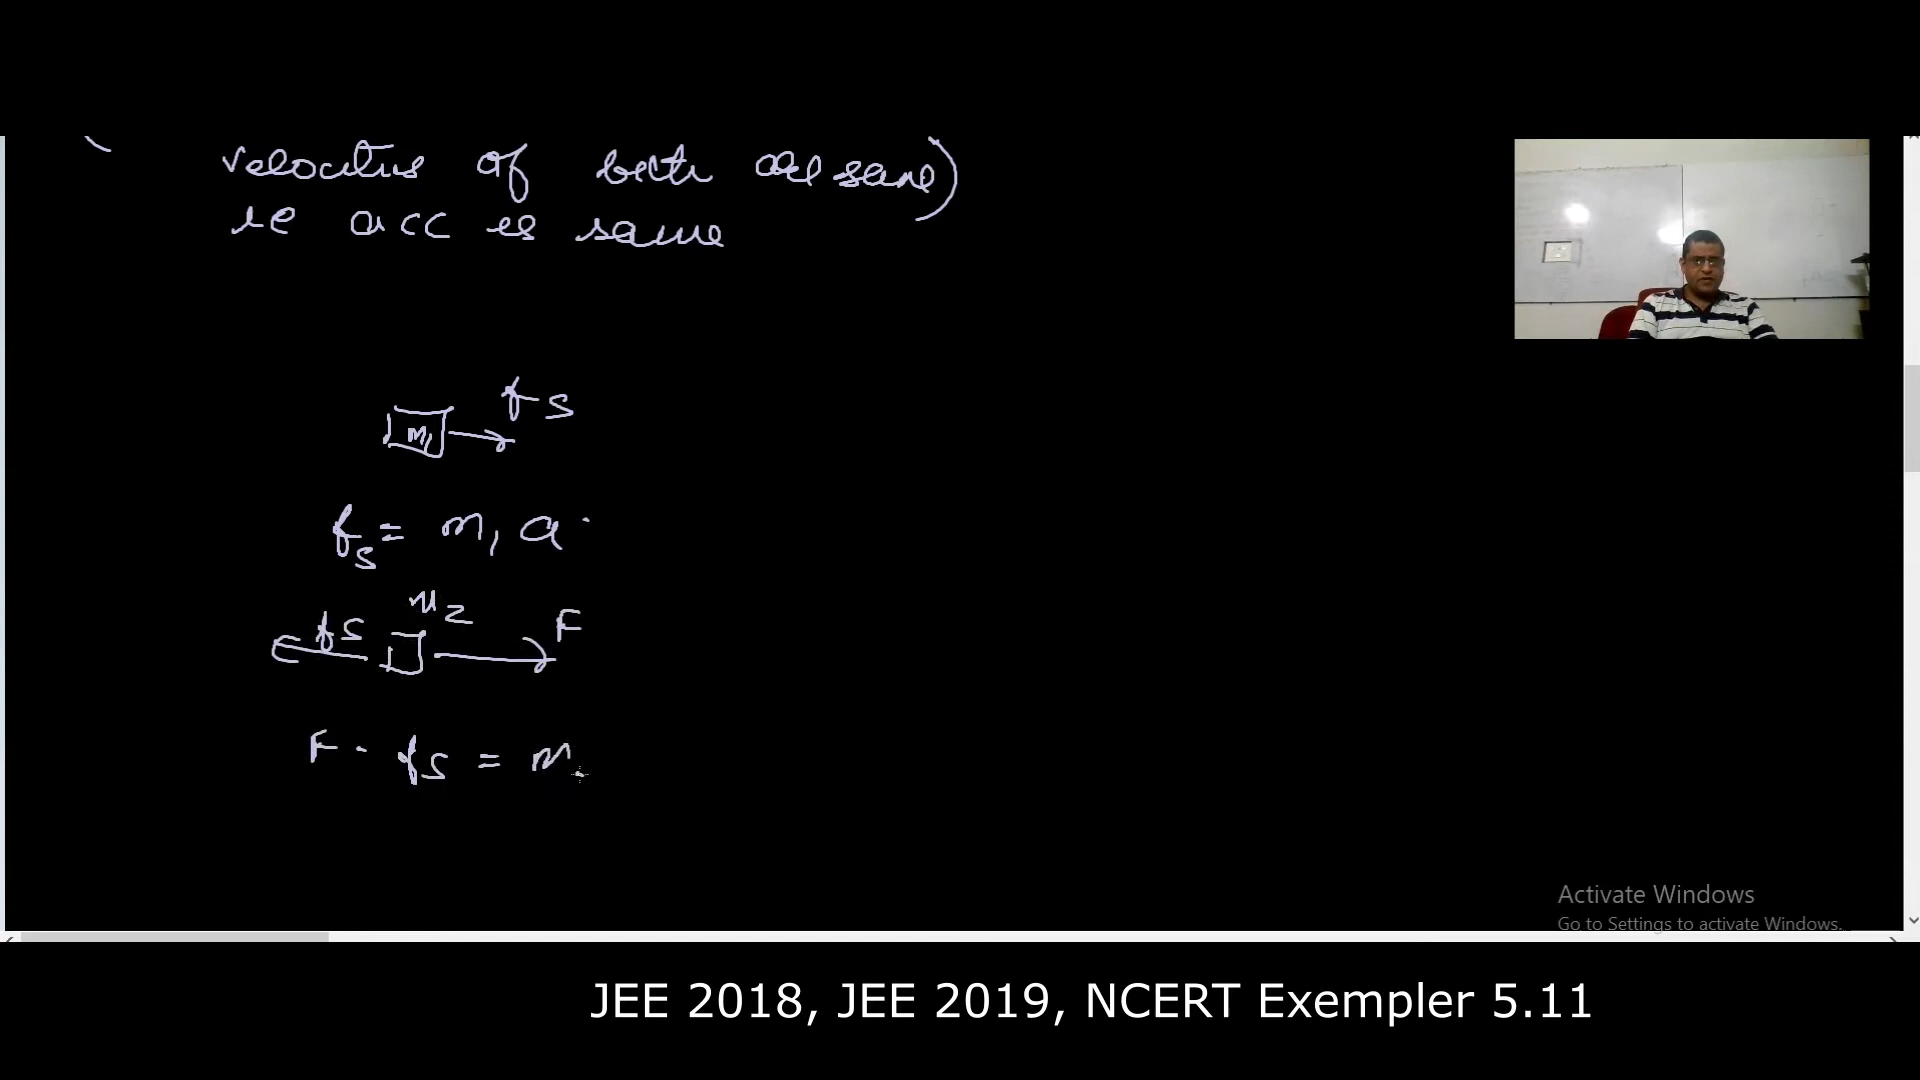 velocities of both are same)
ie acc is same
fs
m1
fs = m1 a
m2
fs
F
F - fs = m
Activate Windows
Go to Settings to activate Windows.
JEE 2018, JEE 2019, NCERT Exempler 5.11